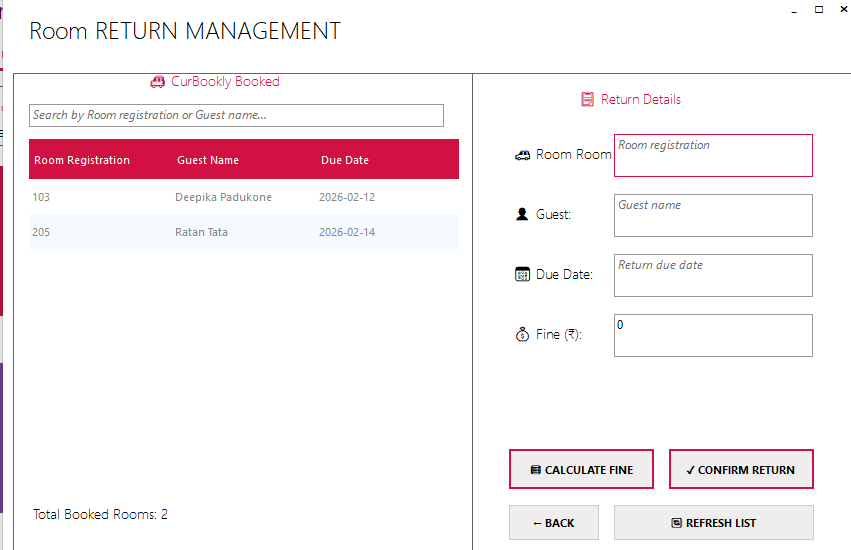 Room RETURN MANAGEMENT
CurBookly Booked
Search by Room registration or Guest name...
Room Registration Guest Name Due Date
103 Deepika Padukone 2026-02-12
205 Ratan Tata 2026-02-14
Total Booked Rooms: 2
Return Details
Room Room Room registration
Guest: Guest name
Due Date: Return due date
Fine (₹): 0
CALCULATE FINE ✓ CONFIRM RETURN
← BACK REFRESH LIST